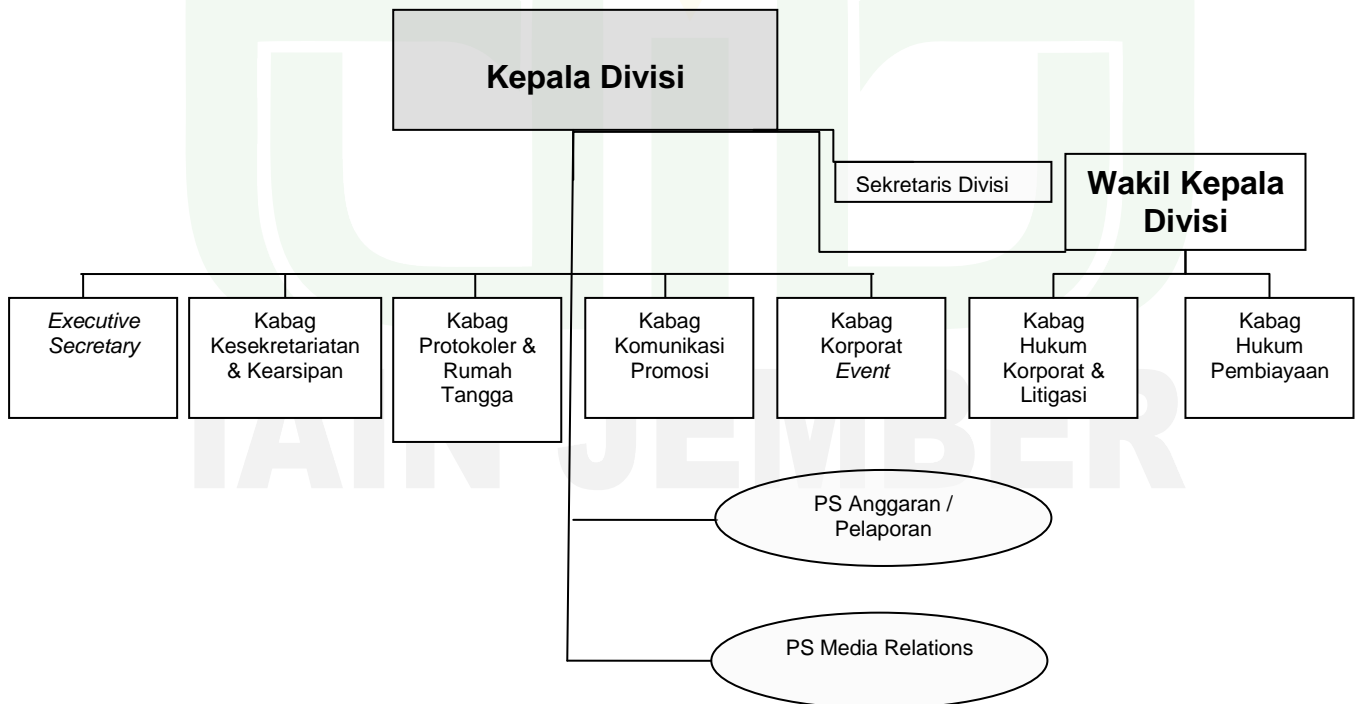 Kepala Divisi
Sekretaris Divisi
Wakil Kepala
Divisi
Executive
Secretary
Kabag
Kesekretariatan
& Kearsipan
Kabag
Protokoler &
Rumah
Tangga
Kabag
Komunikasi
Promosi
Kabag
Korporat
Event
Kabag
Hukum
Korporat &
Litigasi
Kabag
Hukum
Pembiayaan
IAIN JEMBER
PS Anggaran /
Pelaporan
PS Media Relations